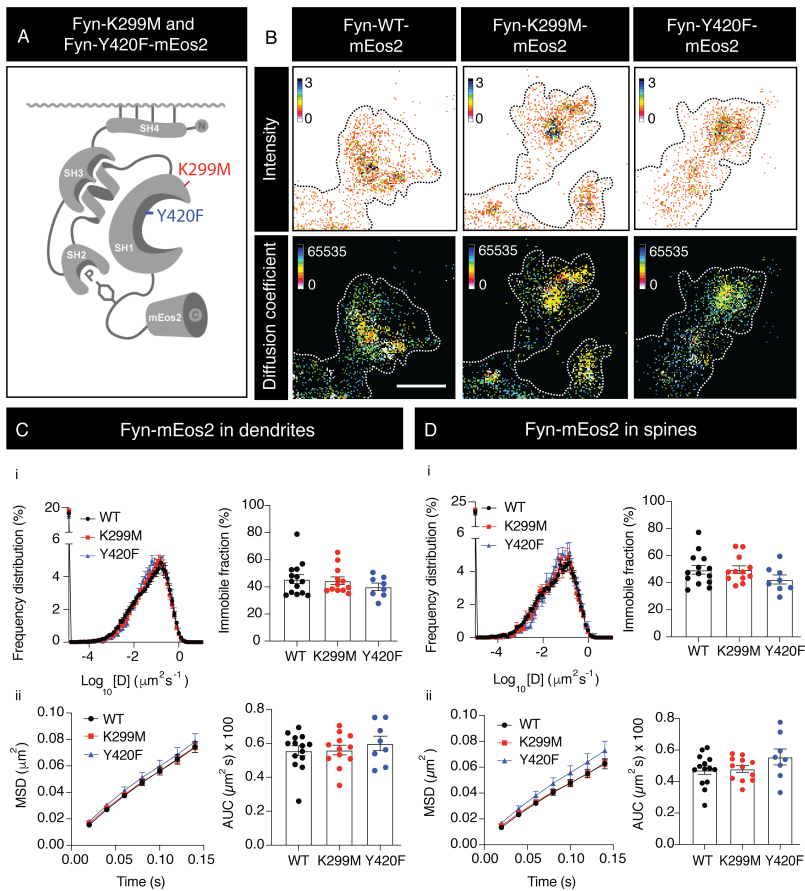 A
Fyn-K299M and
Fyn-Y420F-mEos2
SH4
N
SH3
K299M
Y420F
SH1
SH2
P
mEos2
C
B
Fyn-WT-
mEos2
Fyn-K299M-
mEos2
Fyn-Y420F-
mEos2
Intensity
3
0
3
0
3
0
Diffusion coefficient
65535
0
65535
0
65535
0
C
Fyn-mEos2 in dendrites
i
Frequency distribution (%)
20
6
4
2
0
WT
K299M
Y420F
-4
-2
0
Log10[D] (μm2s-1)
Immobile fraction (%)
100
80
60
40
20
0
WT
K299M
Y420F
ii
MSD (μm2)
0.10
0.08
0.06
0.04
0.02
0.00
WT
K299M
Y420F
0.00
0.05
0.10
0.15
Time (s)
AUC (μm2 s) x 100
0.8
0.6
0.4
0.2
0.0
WT
K299M
Y420F
D
Fyn-mEos2 in spines
i
Frequency distribution (%)
25
6
4
2
0
WT
K299M
Y420F
-4
-2
0
Log10[D] (μm2s-1)
Immobile fraction (%)
100
80
60
40
20
0
WT
K299M
Y420F
ii
MSD (μm2)
0.10
0.08
0.06
0.04
0.02
0.00
WT
K299M
Y420F
0.00
0.05
0.10
0.15
Time (s)
AUC (μm2 s) x 100
0.8
0.6
0.4
0.2
0.0
WT
K299M
Y420F